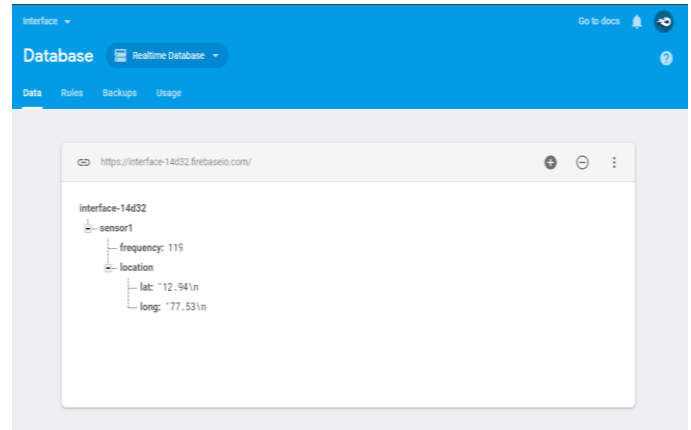 Interface
Go to docs
Database
Realtime Database
Data Rules Backups Usage
https://interface-14d32.firebaseio.com/
interface-14d32
sensor1
frequency: 119
location
lat: "12.94\n
long: "77.53\n